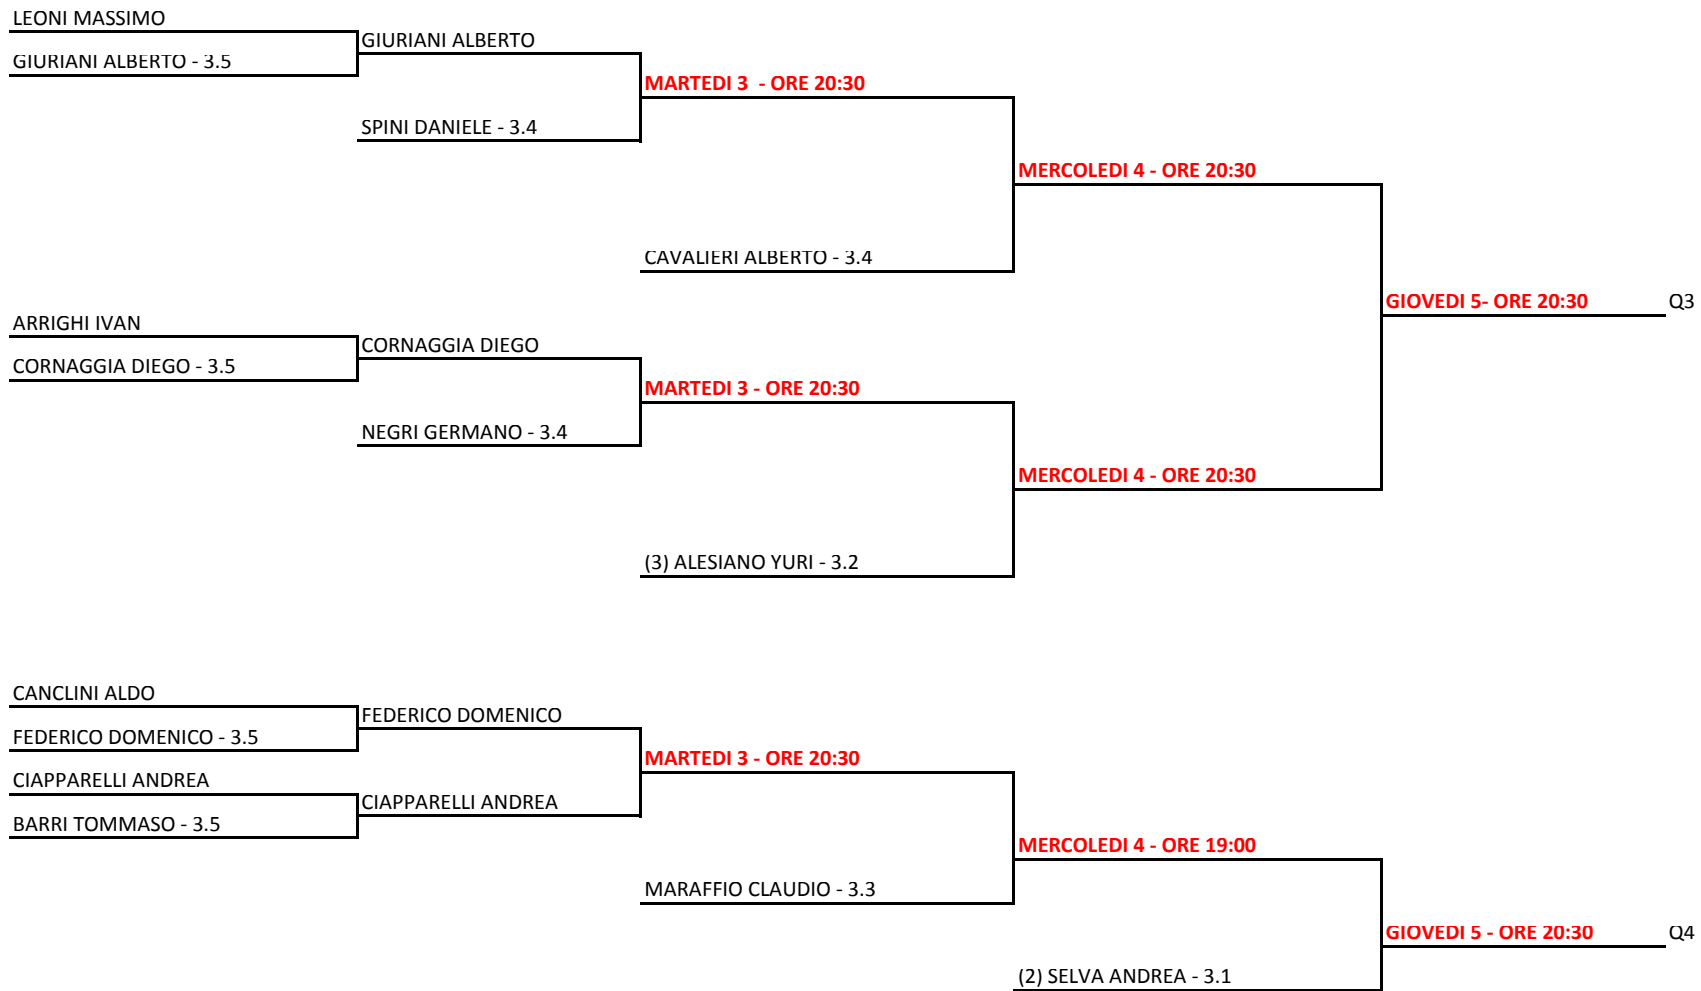 LEONI MASSIMO
GIURIANI ALBERTO
GIURIANI ALBERTO - 3.5
MARTEDI 3  - ORE 20:30
SPINI DANIELE - 3.4
MERCOLEDI 4 - ORE 20:30
CAVALIERI ALBERTO - 3.4
GIOVEDI 5- ORE 20:30
Q3
ARRIGHI IVAN
CORNAGGIA DIEGO
CORNAGGIA DIEGO - 3.5
MARTEDI 3 - ORE 20:30
NEGRI GERMANO - 3.4
MERCOLEDI 4 - ORE 20:30
(3) ALESIANO YURI - 3.2
CANCLINI ALDO
FEDERICO DOMENICO
FEDERICO DOMENICO - 3.5
MARTEDI 3 - ORE 20:30
CIAPPARELLI ANDREA
CIAPPARELLI ANDREA
BARRI TOMMASO - 3.5
MERCOLEDI 4 - ORE 19:00
MARAFFIO CLAUDIO - 3.3
GIOVEDI 5 - ORE 20:30
Q4
(2) SELVA ANDREA - 3.1